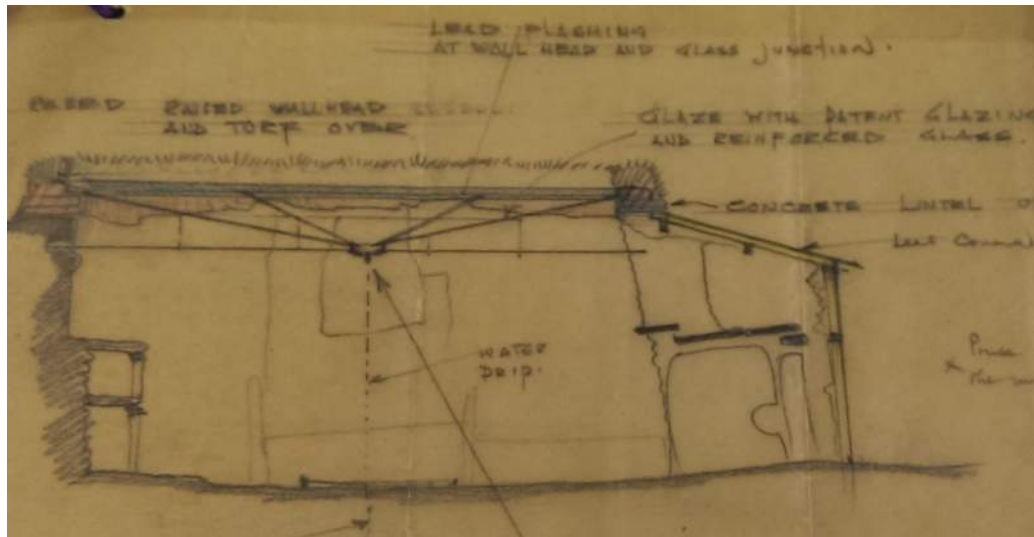 LEAD FLASHING
AT WALL HEAD AND GLASS JUNCTION.
RAISED WALLHEAD
AND TURF OVER
GLAZE WITH PATENT GLAZING
AND REINFORCED GLASS.
CONCRETE LINTEL
WATER
DRIP.